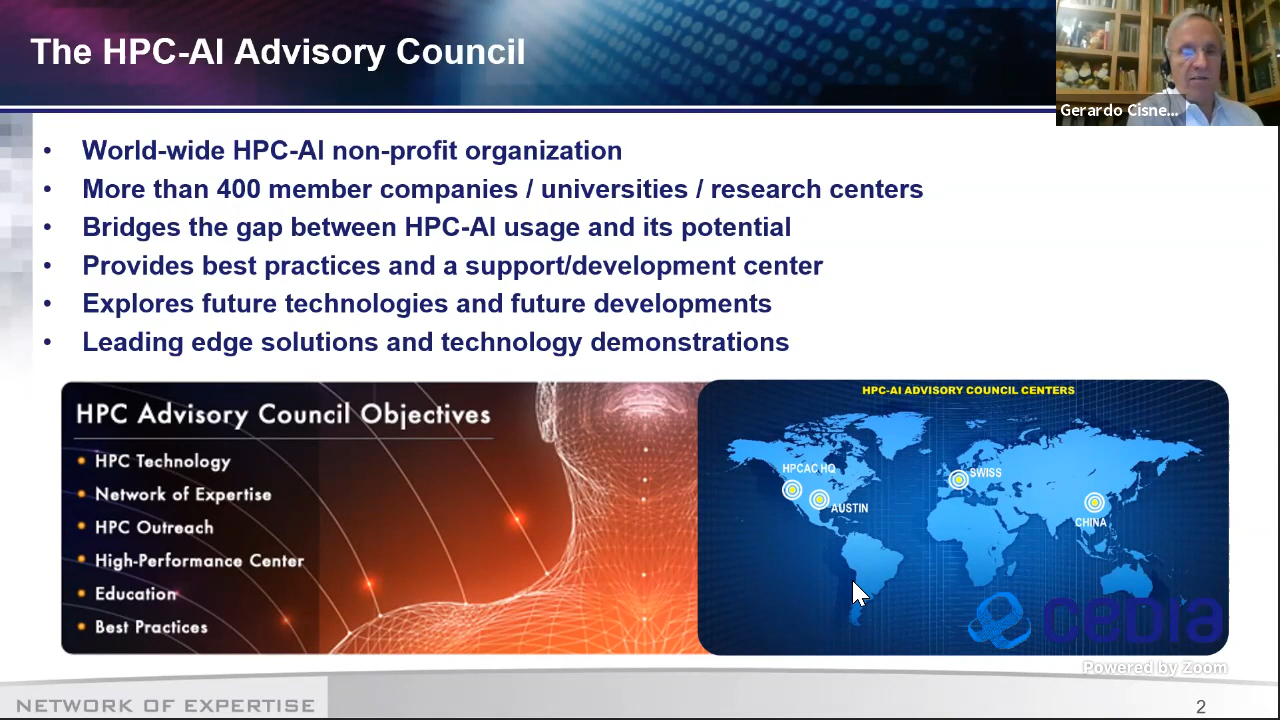 The HPC-AI Advisory Council
Gerardo Cisne...
• World-wide HPC-AI non-profit organization
• More than 400 member companies / universities / research centers
• Bridges the gap between HPC-AI usage and its potential
• Provides best practices and a support/development center
• Explores future technologies and future developments
• Leading edge solutions and technology demonstrations
HPC Advisory Council Objectives
• HPC Technology
• Network of Expertise
• HPC Outreach
• High-Performance Center
• Education
• Best Practices
HPC-AI ADVISORY COUNCIL CENTERS
HPCAC HQ
SWISS
AUSTIN
CHINA
ceDIa
Powered by Zoom
NETWORK OF EXPERTISE
2